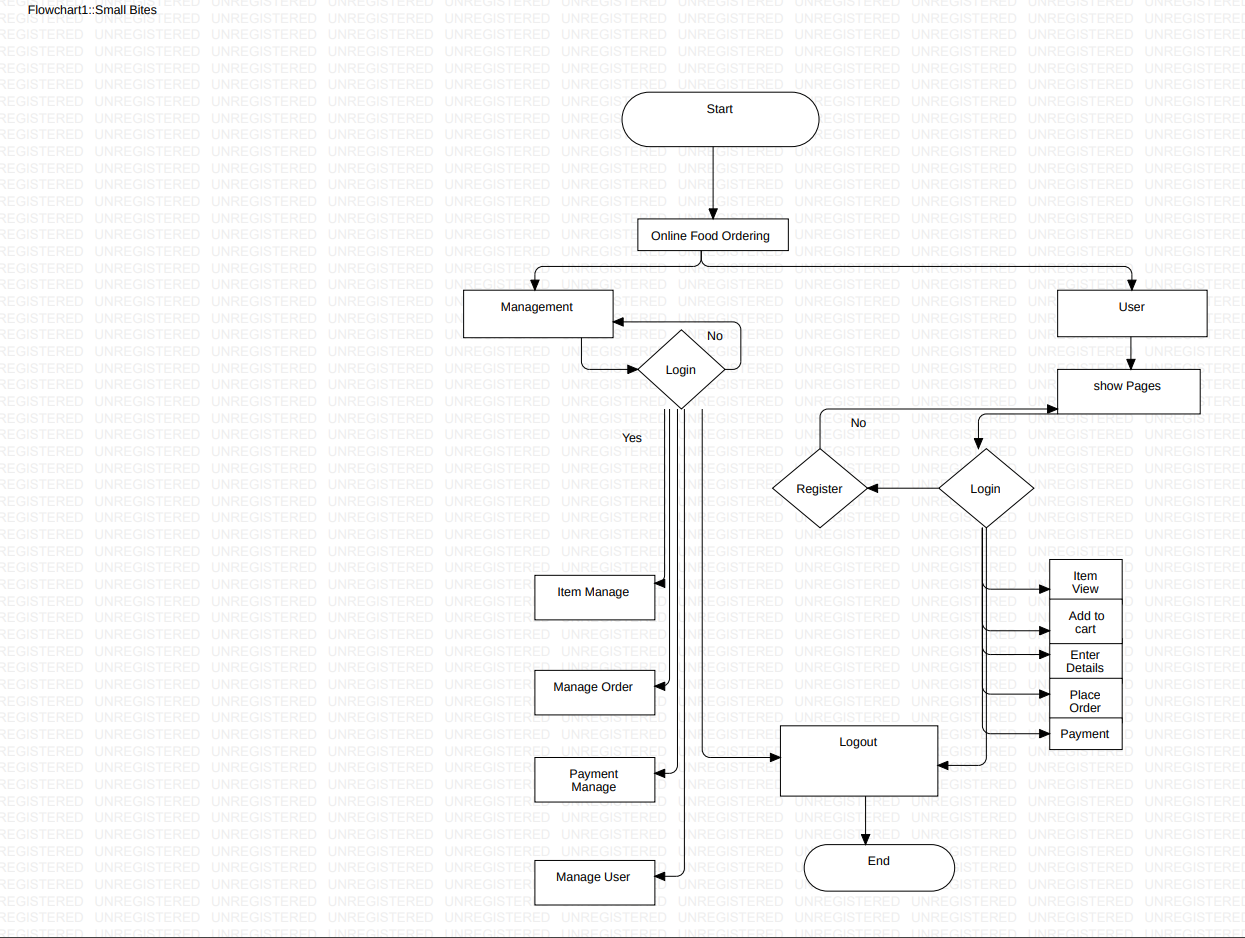 Flowchart1::Small Bites
Start
Online Food Ordering
Management
User
No
Login
show Pages
No
Yes
Register
Login
Item
View
Item Manage
Add to
cart
Enter
Details
Manage Order
Place
Order
Payment
Logout
Payment
Manage
End
Manage User
UNREGISTERED